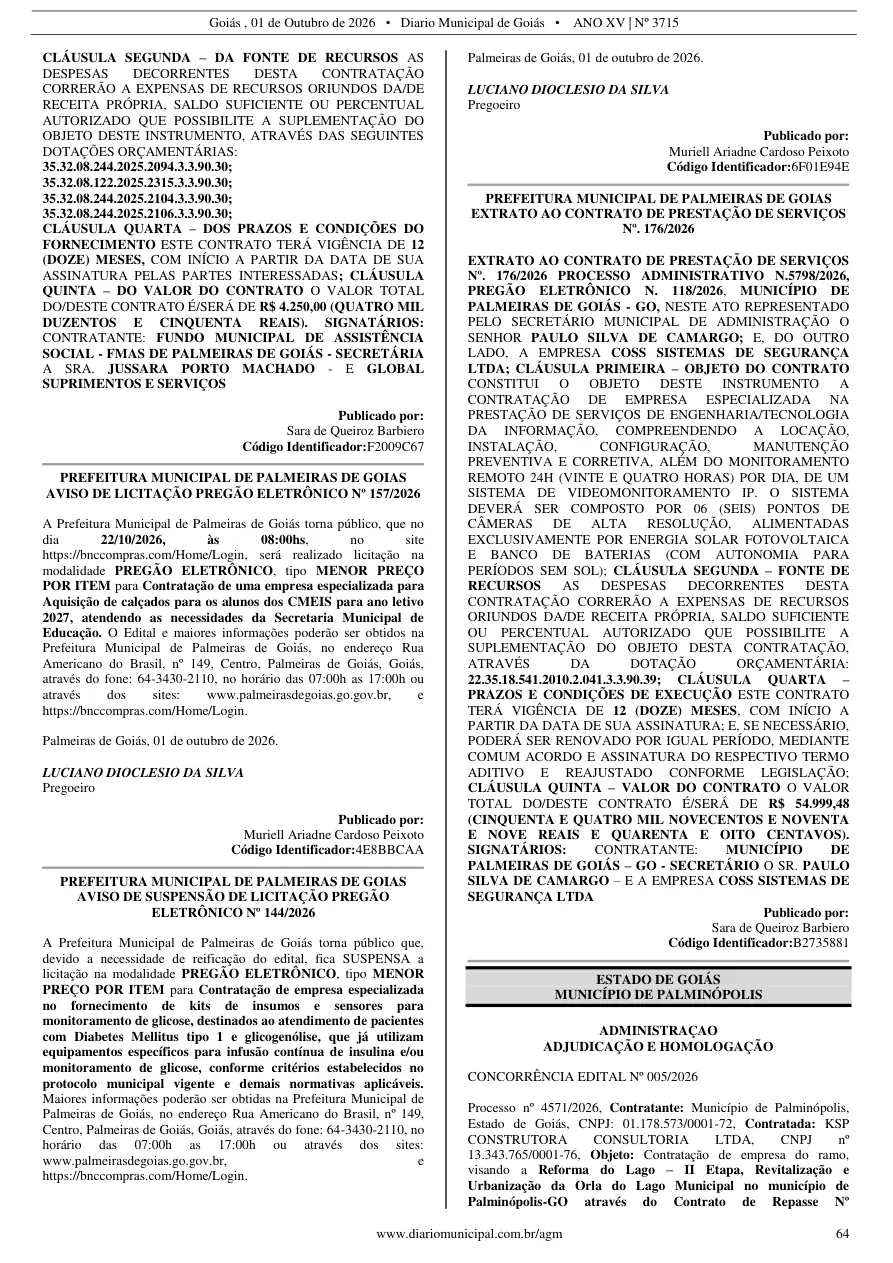 Goiás , 01 de Outubro de 2026 • Diario Municipal de Goiás • ANO XV | Nº 3715
CLÁUSULA SEGUNDA – DA FONTE DE RECURSOS AS
DESPESAS DECORRENTES DESTA CONTRATAÇÃO
CORRERÃO A EXPENSAS DE RECURSOS ORIUNDOS DA/DE
RECEITA PRÓPRIA, SALDO SUFICIENTE OU PERCENTUAL
AUTORIZADO QUE POSSIBILITE A SUPLEMENTAÇÃO DO
OBJETO DESTE INSTRUMENTO, ATRAVÉS DAS SEGUINTES
DOTAÇÕES ORÇAMENTÁRIAS:
35.32.08.244.2025.2094.3.3.90.30;
35.32.08.122.2025.2315.3.3.90.30;
35.32.08.244.2025.2104.3.3.90.30;
35.32.08.244.2025.2106.3.3.90.30;
CLÁUSULA QUARTA – DOS PRAZOS E CONDIÇÕES DO
FORNECIMENTO ESTE CONTRATO TERÁ VIGÊNCIA DE 12
(DOZE) MESES, COM INÍCIO A PARTIR DA DATA DE SUA
ASSINATURA PELAS PARTES INTERESSADAS; CLÁUSULA
QUINTA – DO VALOR DO CONTRATO O VALOR TOTAL
DO/DESTE CONTRATO É/SERÁ DE R$ 4.250,00 (QUATRO MIL
DUZENTOS E CINQUENTA REAIS). SIGNATÁRIOS:
CONTRATANTE: FUNDO MUNICIPAL DE ASSISTÊNCIA
SOCIAL - FMAS DE PALMEIRAS DE GOIÁS - SECRETÁRIA
A SRA. JUSSARA PORTO MACHADO - E GLOBAL
SUPRIMENTOS E SERVIÇOS
Publicado por:
Sara de Queiroz Barbiero
Código Identificador:F2009C67
PREFEITURA MUNICIPAL DE PALMEIRAS DE GOIAS
AVISO DE LICITAÇÃO PREGÃO ELETRÔNICO Nº 157/2026
A Prefeitura Municipal de Palmeiras de Goiás torna público, que no
dia 22/10/2026, às 08:00hs, no site
https://bnccompras.com/Home/Login, será realizado licitação na
modalidade PREGÃO ELETRÔNICO, tipo MENOR PREÇO
POR ITEM para Contratação de uma empresa especializada para
Aquisição de calçados para os alunos dos CMEIS para ano letivo
2027, atendendo as necessidades da Secretaria Municipal de
Educação. O Edital e maiores informações poderão ser obtidos na
Prefeitura Municipal de Palmeiras de Goiás, no endereço Rua
Americano do Brasil, nº 149, Centro, Palmeiras de Goiás, Goiás,
através do fone: 64-3430-2110, no horário das 07:00h as 17:00h ou
através dos sites: www.palmeirasdegoias.go.gov.br, e
https://bnccompras.com/Home/Login.
Palmeiras de Goiás, 01 de outubro de 2026.
LUCIANO DIOCLESIO DA SILVA
Pregoeiro
Publicado por:
Muriell Ariadne Cardoso Peixoto
Código Identificador:4E8BBCAA
PREFEITURA MUNICIPAL DE PALMEIRAS DE GOIAS
AVISO DE SUSPENSÃO DE LICITAÇÃO PREGÃO
ELETRÔNICO Nº 144/2026
A Prefeitura Municipal de Palmeiras de Goiás torna público que,
devido a necessidade de reificação do edital, fica SUSPENSA a
licitação na modalidade PREGÃO ELETRÔNICO, tipo MENOR
PREÇO POR ITEM para Contratação de empresa especializada
no fornecimento de kits de insumos e sensores para
monitoramento de glicose, destinados ao atendimento de pacientes
com Diabetes Mellitus tipo 1 e glicogenólise, que já utilizam
equipamentos específicos para infusão contínua de insulina e/ou
monitoramento de glicose, conforme critérios estabelecidos no
protocolo municipal vigente e demais normativas aplicáveis.
Maiores informações poderão ser obtidas na Prefeitura Municipal de
Palmeiras de Goiás, no endereço Rua Americano do Brasil, nº 149,
Centro, Palmeiras de Goiás, Goiás, através do fone: 64-3430-2110, no
horário das 07:00h as 17:00h ou através dos sites:
www.palmeirasdegoias.go.gov.br, e
https://bnccompras.com/Home/Login.
Palmeiras de Goiás, 01 de outubro de 2026.
LUCIANO DIOCLESIO DA SILVA
Pregoeiro
Publicado por:
Muriell Ariadne Cardoso Peixoto
Código Identificador:6F01E94E
PREFEITURA MUNICIPAL DE PALMEIRAS DE GOIAS
EXTRATO AO CONTRATO DE PRESTAÇÃO DE SERVIÇOS
Nº. 176/2026
EXTRATO AO CONTRATO DE PRESTAÇÃO DE SERVIÇOS
Nº. 176/2026 PROCESSO ADMINISTRATIVO N.5798/2026,
PREGÃO ELETRÔNICO N. 118/2026, MUNICÍPIO DE
PALMEIRAS DE GOIÁS - GO, NESTE ATO REPRESENTADO
PELO SECRETÁRIO MUNICIPAL DE ADMINISTRAÇÃO O
SENHOR PAULO SILVA DE CAMARGO; E, DO OUTRO
LADO, A EMPRESA COSS SISTEMAS DE SEGURANÇA
LTDA; CLÁUSULA PRIMEIRA – OBJETO DO CONTRATO
CONSTITUI O OBJETO DESTE INSTRUMENTO A
CONTRATAÇÃO DE EMPRESA ESPECIALIZADA NA
PRESTAÇÃO DE SERVIÇOS DE ENGENHARIA/TECNOLOGIA
DA INFORMAÇÃO, COMPREENDENDO A LOCAÇÃO,
INSTALAÇÃO, CONFIGURAÇÃO, MANUTENÇÃO
PREVENTIVA E CORRETIVA, ALÉM DO MONITORAMENTO
REMOTO 24H (VINTE E QUATRO HORAS) POR DIA, DE UM
SISTEMA DE VIDEOMONITORAMENTO IP. O SISTEMA
DEVERÁ SER COMPOSTO POR 06 (SEIS) PONTOS DE
CÂMERAS DE ALTA RESOLUÇÃO, ALIMENTADAS
EXCLUSIVAMENTE POR ENERGIA SOLAR FOTOVOLTAICA
E BANCO DE BATERIAS (COM AUTONOMIA PARA
PERÍODOS SEM SOL); CLÁUSULA SEGUNDA – FONTE DE
RECURSOS AS DESPESAS DECORRENTES DESTA
CONTRATAÇÃO CORRERÃO A EXPENSAS DE RECURSOS
ORIUNDOS DA/DE RECEITA PRÓPRIA, SALDO SUFICIENTE
OU PERCENTUAL AUTORIZADO QUE POSSIBILITE A
SUPLEMENTAÇÃO DO OBJETO DESTA CONTRATAÇÃO,
ATRAVÉS DA DOTAÇÃO ORÇAMENTÁRIA:
22.35.18.541.2010.2.041.3.3.90.39; CLÁUSULA QUARTA –
PRAZOS E CONDIÇÕES DE EXECUÇÃO ESTE CONTRATO
TERÁ VIGÊNCIA DE 12 (DOZE) MESES, COM INÍCIO A
PARTIR DA DATA DE SUA ASSINATURA; E, SE NECESSÁRIO,
PODERÁ SER RENOVADO POR IGUAL PERÍODO, MEDIANTE
COMUM ACORDO E ASSINATURA DO RESPECTIVO TERMO
ADITIVO E REAJUSTADO CONFORME LEGISLAÇÃO;
CLÁUSULA QUINTA – VALOR DO CONTRATO O VALOR
TOTAL DO/DESTE CONTRATO É/SERÁ DE R$ 54.999,48
(CINQUENTA E QUATRO MIL NOVECENTOS E NOVENTA
E NOVE REAIS E QUARENTA E OITO CENTAVOS).
SIGNATÁRIOS: CONTRATANTE: MUNICÍPIO DE
PALMEIRAS DE GOIÁS – GO - SECRETÁRIO O SR. PAULO
SILVA DE CAMARGO – E A EMPRESA COSS SISTEMAS DE
SEGURANÇA LTDA
Publicado por:
Sara de Queiroz Barbiero
Código Identificador:B2735881
ESTADO DE GOIÁS
MUNICÍPIO DE PALMINÓPOLIS
ADMINISTRAÇAO
ADJUDICAÇÃO E HOMOLOGAÇÃO
CONCORRÊNCIA EDITAL Nº 005/2026
Processo nº 4571/2026, Contratante: Município de Palminópolis,
Estado de Goiás, CNPJ: 01.178.573/0001-72, Contratada: KSP
CONSTRUTORA CONSULTORIA LTDA, CNPJ nº
13.343.765/0001-76, Objeto: Contratação de empresa do ramo,
visando a Reforma do Lago – II Etapa, Revitalização e
Urbanização da Orla do Lago Municipal no município de
Palminópolis-GO através do Contrato de Repasse Nº
www.diariomunicipal.com.br/agm 64